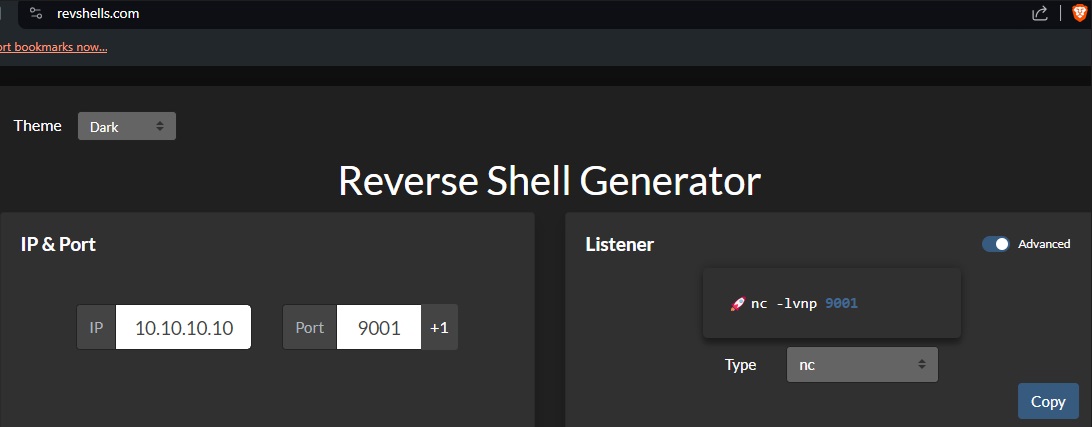 revshells.com
ort bookmarks now...
Theme Dark
Reverse Shell Generator
IP & Port
IP 10.10.10.10 Port 9001 +1
Listener Advanced
🚀 nc -lvnp 9001
Type nc
Copy